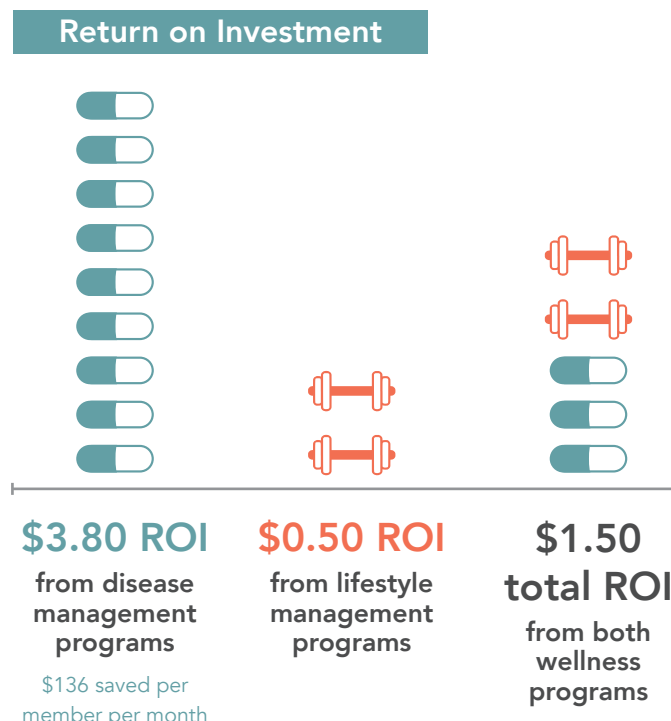 Return on Investment
$3.80 ROI
from disease
management
programs
$136 saved per
member per month
$0.50 ROI
from lifestyle
management
programs
$1.50
total ROI
from both
wellness
programs